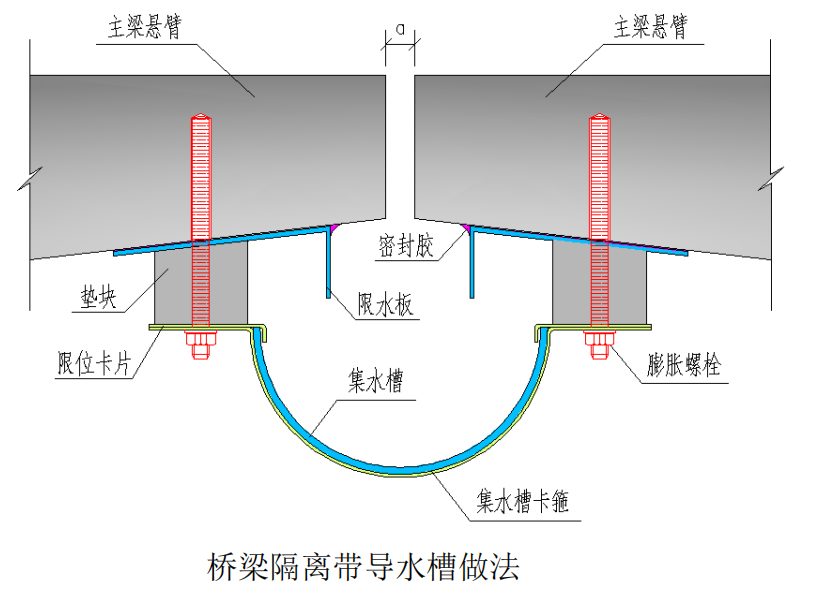 主梁悬臂
a
主梁悬臂
密封胶
垫块
限水板
限位卡片
集水槽
膨胀螺栓
集水槽卡箍
桥梁隔离带导水槽做法